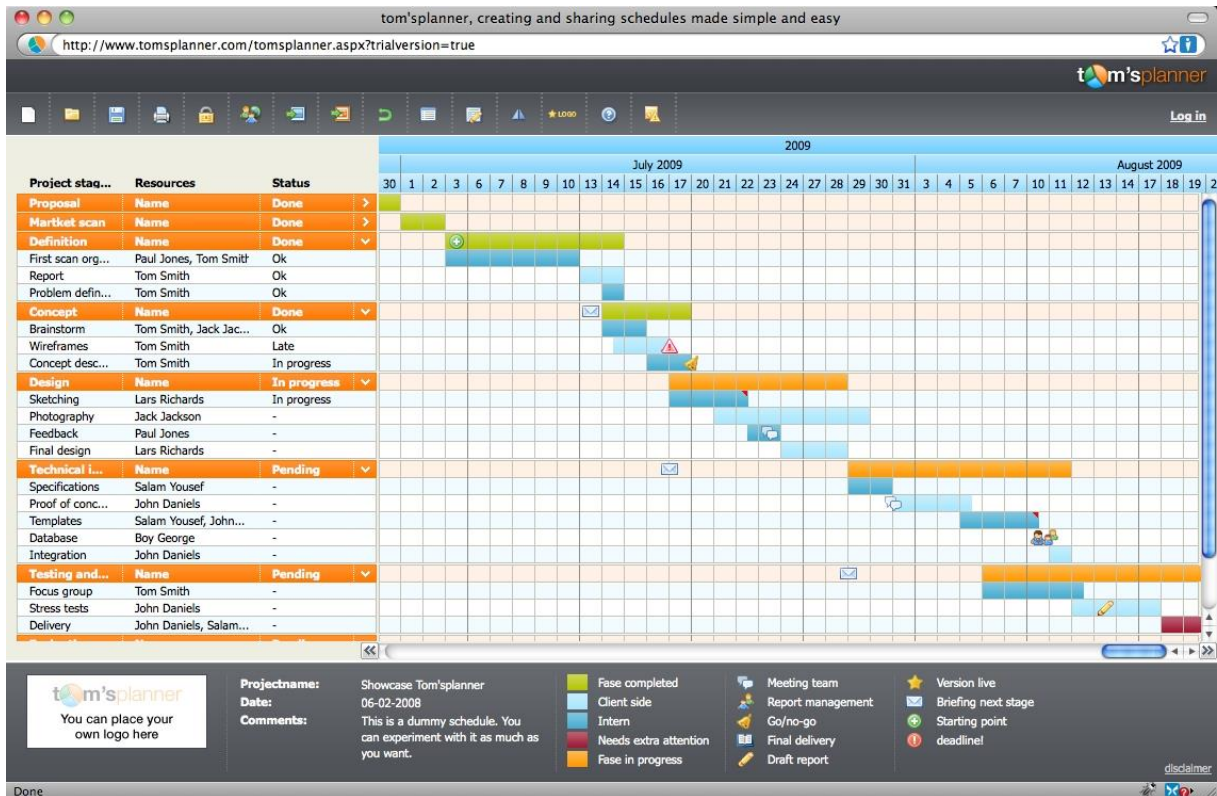 tom'splanner, creating and sharing schedules made simple and easy
http://www.tomsplanner.com/tomsplanner.aspx?trialversion=true
tom'splanner
LOGO
Log in
2009
July 2009 August 2009
Project stag... Resources Status 30 1 2 3 6 7 8 9 10 13 14 15 16 17 20 21 22 23 24 27 28 29 30 31 3 4 5 6 7 10 11 12 13 14 17 18 19 2
Proposal Name Done
Martket scan Name Done
Definition Name Done
First scan org... Paul Jones, Tom Smith Ok
Report Tom Smith Ok
Problem defin... Tom Smith Ok
Concept Name Done
Brainstorm Tom Smith, Jack Jac... Ok
Wireframes Tom Smith Late
Concept desc... Tom Smith In progress
Design Name In progress
Sketching Lars Richards In progress
Photography Jack Jackson -
Feedback Paul Jones -
Final design Lars Richards -
Technical i... Name Pending
Specifications Salam Yousef -
Proof of conc... John Daniels -
Templates Salam Yousef, John... -
Database Boy George -
Integration John Daniels -
Testing and... Name Pending
Focus group Tom Smith -
Stress tests John Daniels -
Delivery John Daniels, Salam... -
tom'splanner
You can place your
own logo here
Projectname: Showcase Tom'splanner
Date: 06-02-2008
Comments: This is a dummy schedule. You
can experiment with it as much as
you want.
Fase completed
Client side
Intern
Needs extra attention
Fase in progress
Meeting team
Report management
Go/no-go
Final delivery
Draft report
Version live
Briefing next stage
Starting point
deadline!
disclaimer
Done